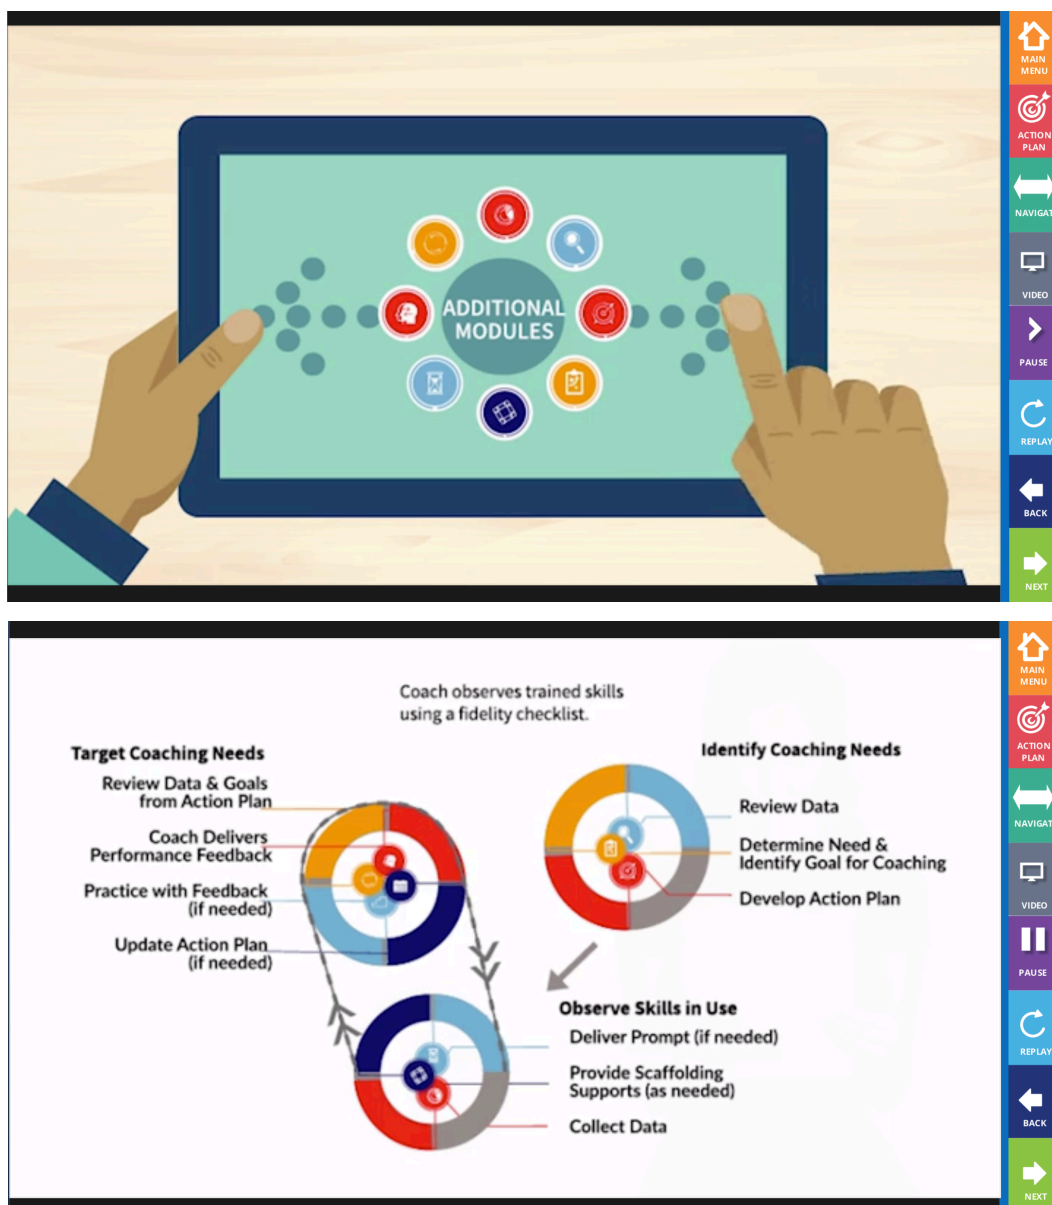 ADDITIONAL
MODULES
MAIN
MENU
ACTION
PLAN
NAVIGAT
VIDEO
PAUSE
REPLAY
BACK
NEXT
Coach observes trained skills
using a fidelity checklist.
Target Coaching Needs
Review Data & Goals
from Action Plan
Coach Delivers
Performance Feedback
Practice with Feedback
(if needed)
Update Action Plan
(if needed)
Identify Coaching Needs
Review Data
Determine Need &
Identify Goal for Coaching
Develop Action Plan
Observe Skills in Use
Deliver Prompt (if needed)
Provide Scaffolding
Supports (as needed)
Collect Data
MAIN
MENU
ACTION
PLAN
NAVIGAT
VIDEO
PAUSE
REPLAY
BACK
NEXT